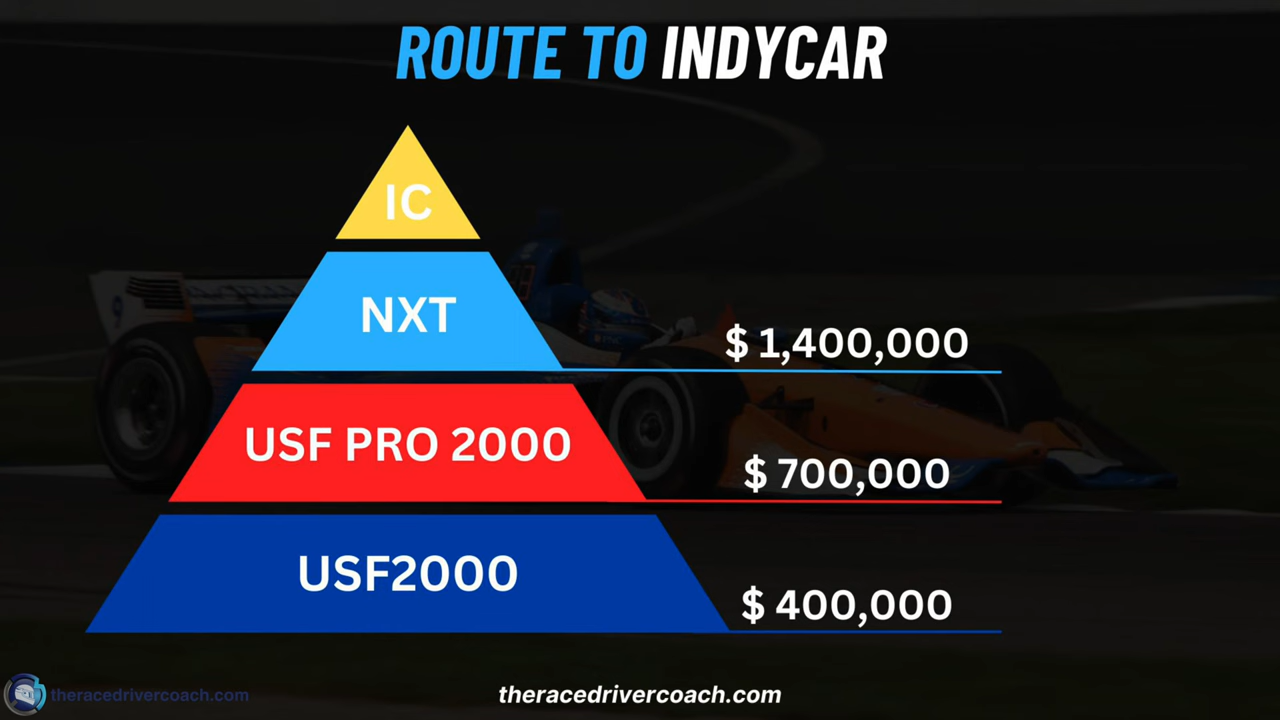 ROUTE TO INDYCAR
IC
NXT
$ 1,400,000
USF PRO 2000
$ 700,000
USF2000
$ 400,000
theracedrivercoach.com
theracedrivercoach.com